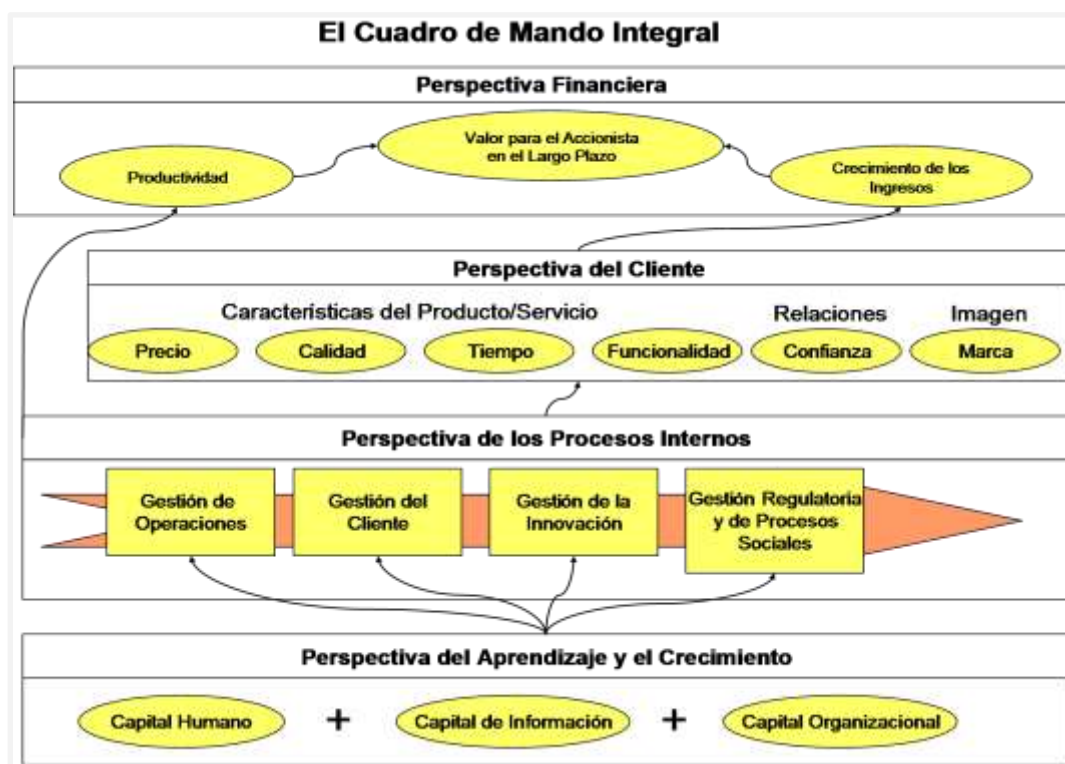 El Cuadro de Mando Integral
Perspectiva Financiera
Valor para el Accionista
en el Largo Plazo
Productividad
Crecimiento de los
Ingresos
Perspectiva del Cliente
Características del Producto/Servicio
Relaciones
Imagen
Precio
Calidad
Tiempo
Funcionalidad
Confianza
Marca
Perspectiva de los Procesos Internos
Gestión de
Operaciones
Gestión del
Cliente
Gestión de la
Innovación
Gestión Regulatoria
y de Procesos
Sociales
Perspectiva del Aprendizaje y el Crecimiento
Capital Humano
+
Capital de Información
+
Capital Organizacional